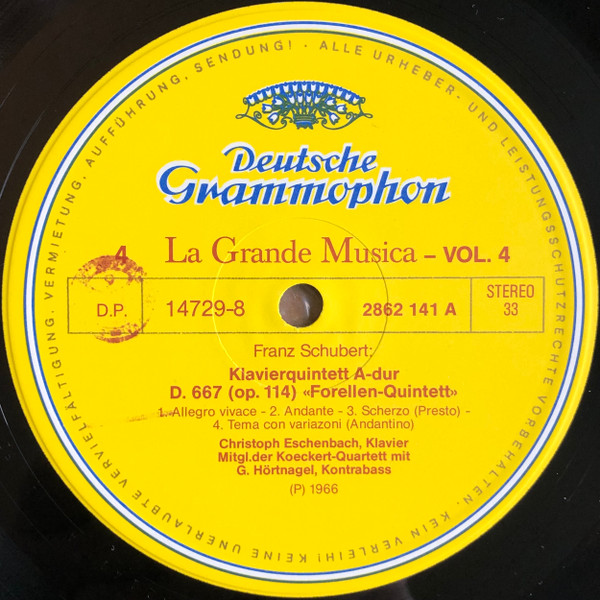 ALLE URHEBER- UND LEISTUNGSSCHUTZRECHTE VORBEHALTEN· KEIN VERLEIH! KEINE UNERLAUBTE VERVIELFÄLTIGUNG, VERMIETUNG, AUFFÜHRUNG, SENDUNG! ·
Deutsche
Grammophon
4 La Grande Musica – VOL. 4
D.P. 14729-8 2862 141 A STEREO
33
Franz Schubert:
Klavierquintett A-dur
D. 667 (op. 114) «Forellen-Quintett»
1. Allegro vivace - 2. Andante - 3. Scherzo (Presto) -
4. Tema con variazoni (Andantino)
Christoph Eschenbach, Klavier
Mitgl.der Koeckert-Quartett mit
G. Hörtnagel, Kontrabass
(P) 1966